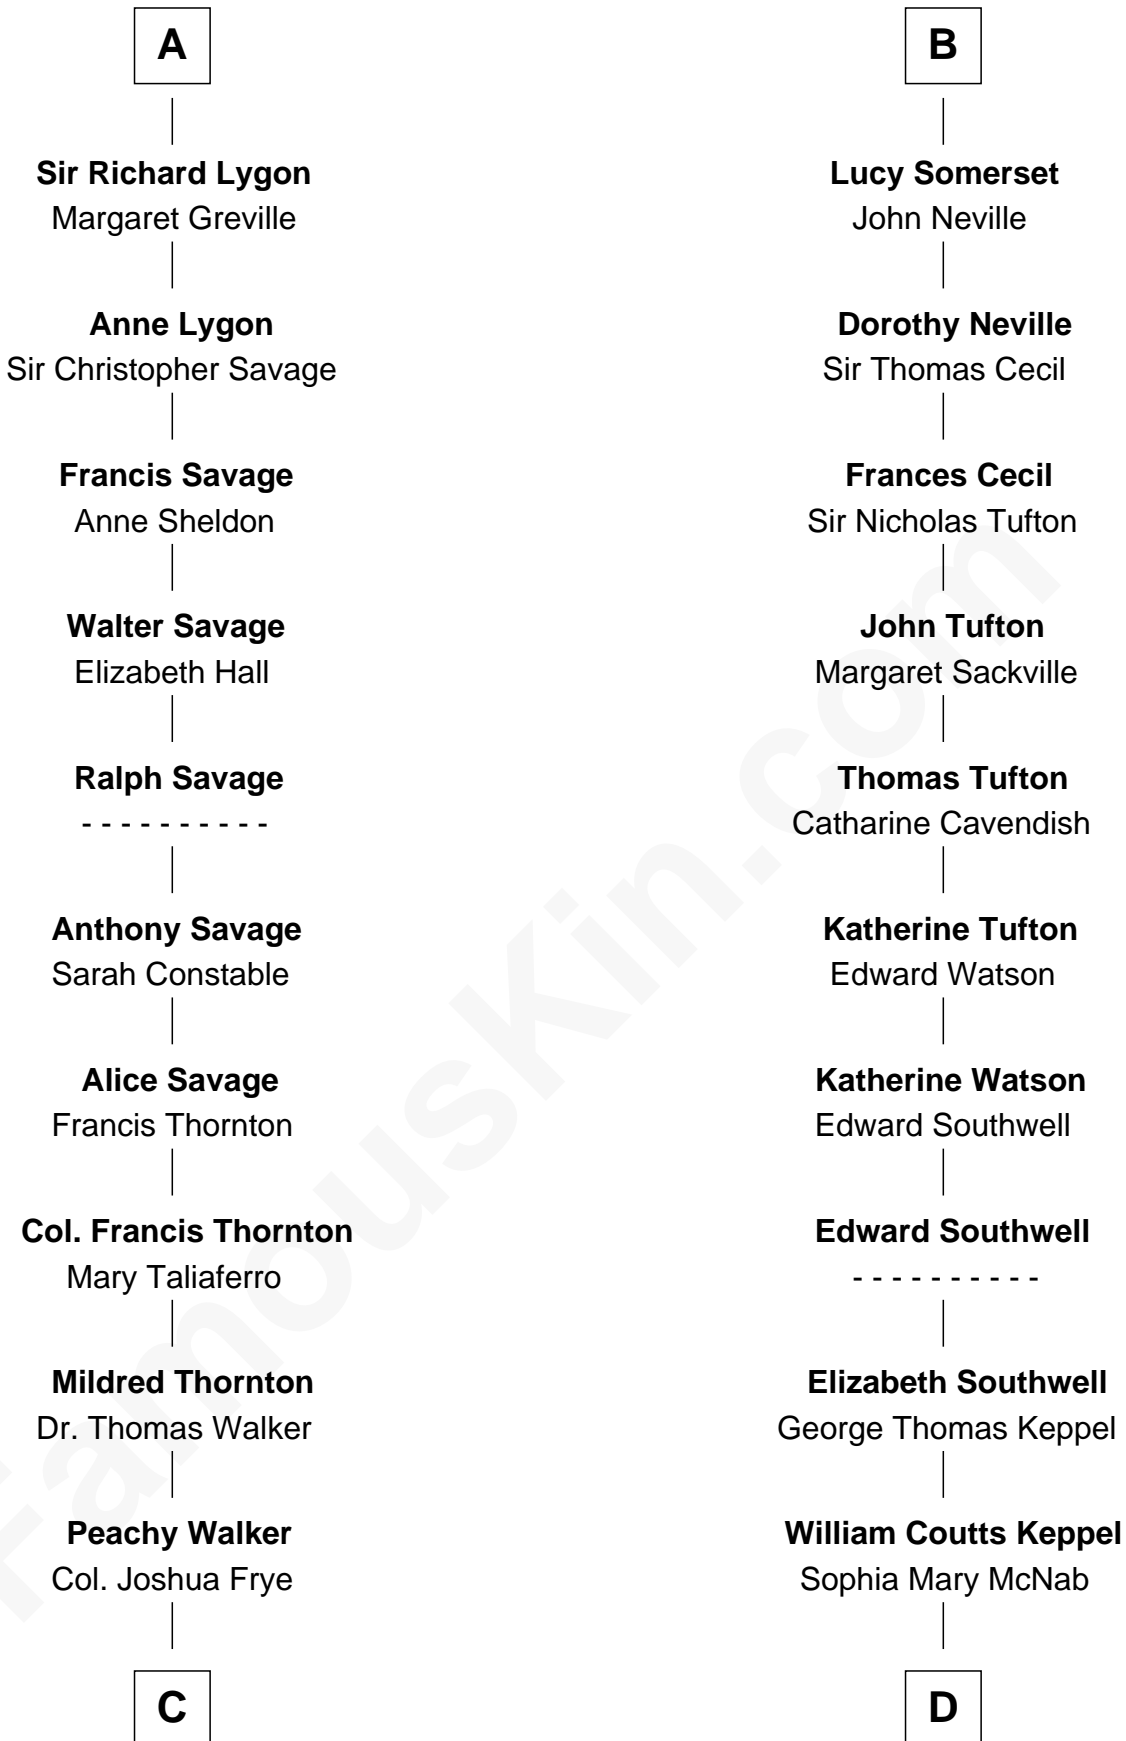 A
Sir Richard Lygon
Margaret Greville
Anne Lygon
Sir Christopher Savage
Francis Savage
Anne Sheldon
Walter Savage
Elizabeth Hall
Ralph Savage
- - - - - - - - - -
Anthony Savage
Sarah Constable
Alice Savage
Francis Thornton
Col. Francis Thornton
Mary Taliaferro
Mildred Thornton
Dr. Thomas Walker
Peachy Walker
Col. Joshua Frye
C
B
Lucy Somerset
John Neville
Dorothy Neville
Sir Thomas Cecil
Frances Cecil
Sir Nicholas Tufton
John Tufton
Margaret Sackville
Thomas Tufton
Catharine Cavendish
Katherine Tufton
Edward Watson
Katherine Watson
Edward Southwell
Edward Southwell
- - - - - - - - - -
Elizabeth Southwell
George Thomas Keppel
William Coutts Keppel
Sophia Mary McNab
D
FamousKin.com